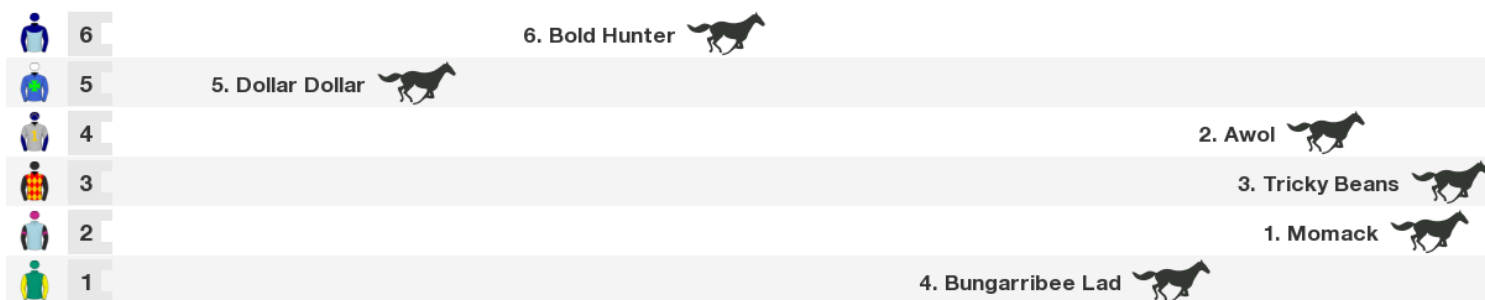 6 6. Bold Hunter
5 5. Dollar Dollar
4 2. Awol
3 3. Tricky Beans
2 1. Momack
1 4. Bungarribee Lad